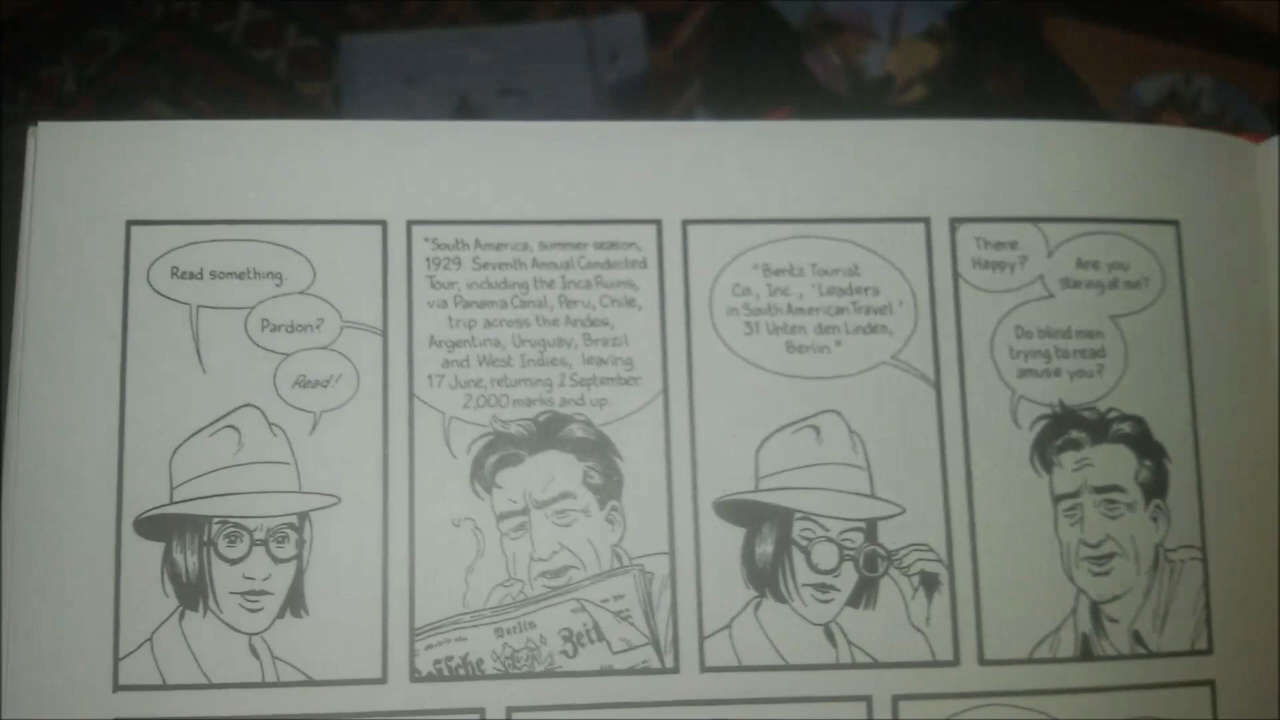 Read something.
Pardon?
Read!
"South America, summer season,
1929. Seventh Annual Conducted
Tour, including the Inca Ruins,
via Panama Canal, Peru, Chile,
trip across the Andes,
Argentina, Uruguay, Brazil
and West Indies, leaving
17 June, returning 2 September.
2,000 marks and up.
Berlin
Zeit
"Bentz Tourist
Co., Inc., 'Leaders
in South American Travel.'
31 Unten den Linden,
Berlin."
There.
Happy?
Are you
staring at me?
Do blind men
trying to read
amuse you?